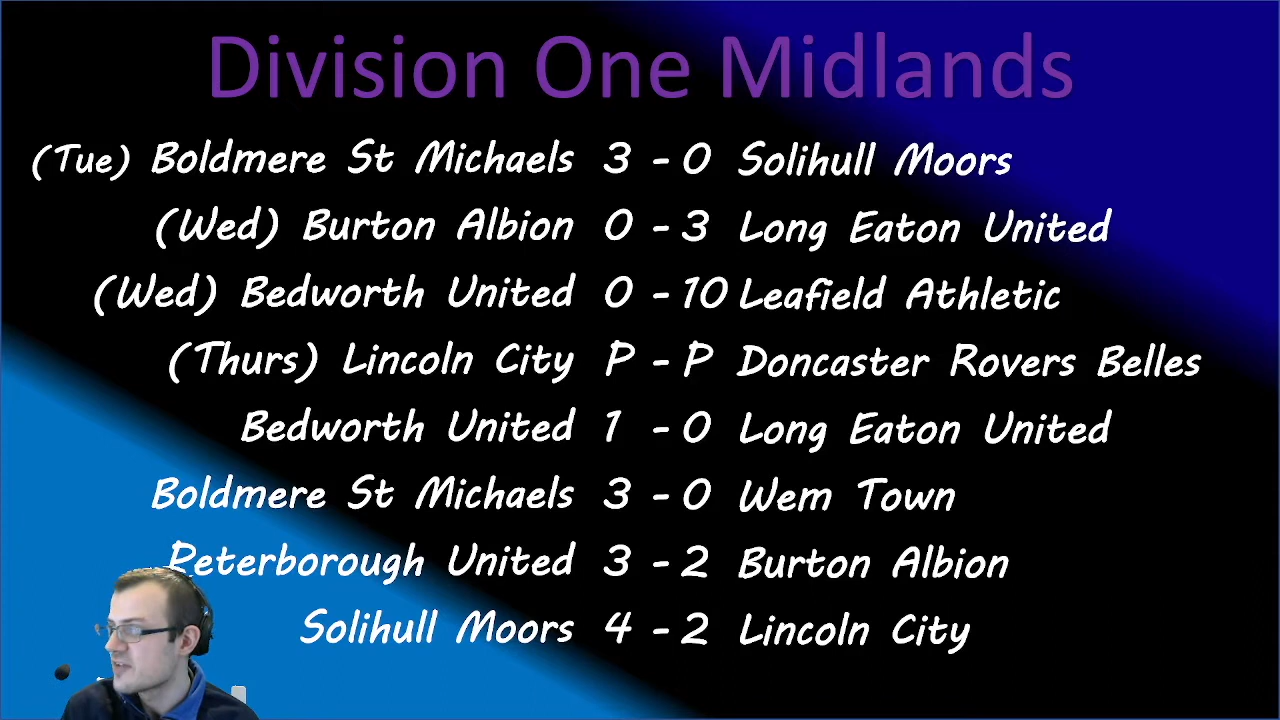 Division One Midlands
(Tue) Boldmere St Michaels 3 - 0 Solihull Moors
(Wed) Burton Albion 0 - 3 Long Eaton United
(Wed) Bedworth United 0 - 10 Leafield Athletic
(Thurs) Lincoln City P - P Doncaster Rovers Belles
Bedworth United 1 - 0 Long Eaton United
Boldmere St Michaels 3 - 0 Wem Town
Peterborough United 3 - 2 Burton Albion
Solihull Moors 4 - 2 Lincoln City